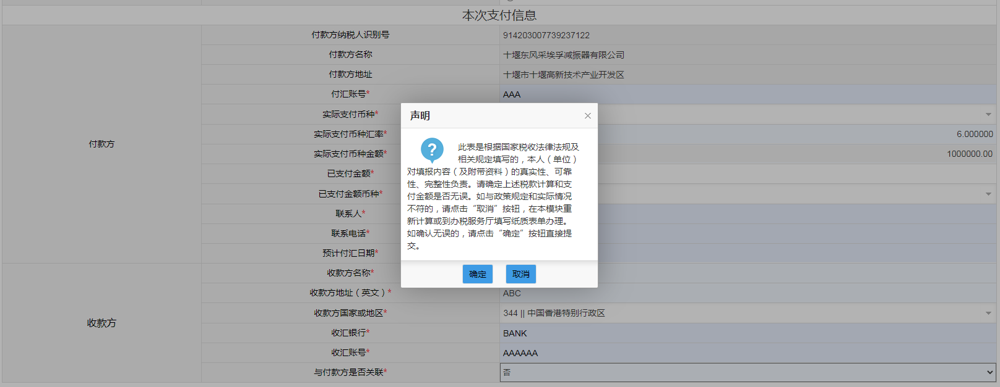 本次支付信息
付款方
付款方纳税人识别号 914203007739237122
付款方名称 十堰东风采埃孚减振器有限公司
付款方地址 十堰市十堰高新技术产业开发区
付汇账号* AAA
实际支付币种*
实际支付币种汇率* 6.000000
实际支付币种金额* 1000000.00
已支付金额*
已支付金额币种*
联系人*
联系电话*
预计付汇日期*
收款方
收款方名称*
收款方地址（英文）* ABC
收款方国家或地区* 344 || 中国香港特别行政区
收汇银行* BANK
收汇账号* AAAAAA
与付款方是否关联* 否
声明 ×
?
此表是根据国家税收法律法规及
相关规定填写的，本人（单位）
对填报内容（及附带资料）的真实性、可靠
性、完整性负责。请确定上述税款计算和支
付金额是否无误。如与政策规定和实际情况
不符的，请点击“取消”按钮，在本模块重
新计算或到办税服务厅填写纸质表单办理。
如确认无误的，请点击“确定”按钮直接提
交。
确定 取消